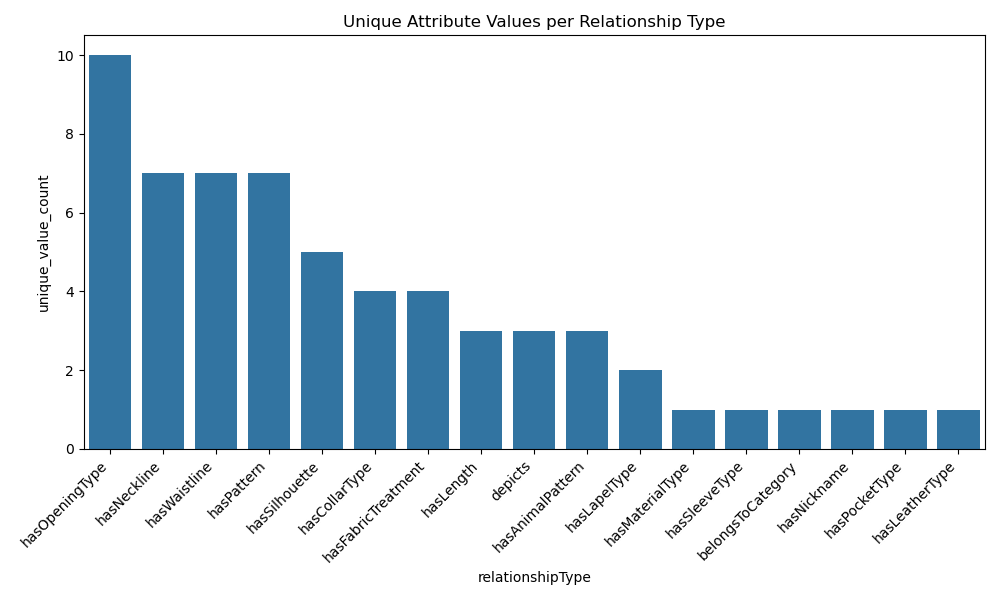 Unique Attribute Values per Relationship Type
unique_value_count
10
8
6
4
2
0
hasOpeningType
hasNeckline
hasWaistline
hasPattern
hasSilhouette
hasCollarType
hasFabricTreatment
hasLength
depicts
hasAnimalPattern
hasLapelType
hasMaterialType
hasSleeveType
belongsToCategory
hasNickname
hasPocketType
hasLeatherType
relationshipType